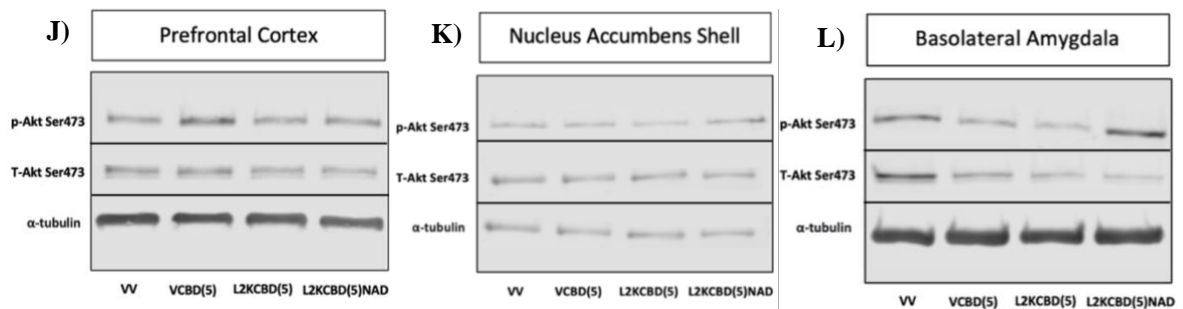 J)
Prefrontal Cortex
p-Akt Ser473
T-Akt Ser473
α-tubulin
VV VCBD(5) L2KCBD(5) L2KCBD(5)NAD
K)
Nucleus Accumbens Shell
p-Akt Ser473
T-Akt Ser473
α-tubulin
VV VCBD(5) L2KCBD(5) L2KCBD(5)NAD
L)
Basolateral Amygdala
p-Akt Ser473
T-Akt Ser473
α-tubulin
VV VCBD(5) L2KCBD(5) L2KCBD(5)NAD